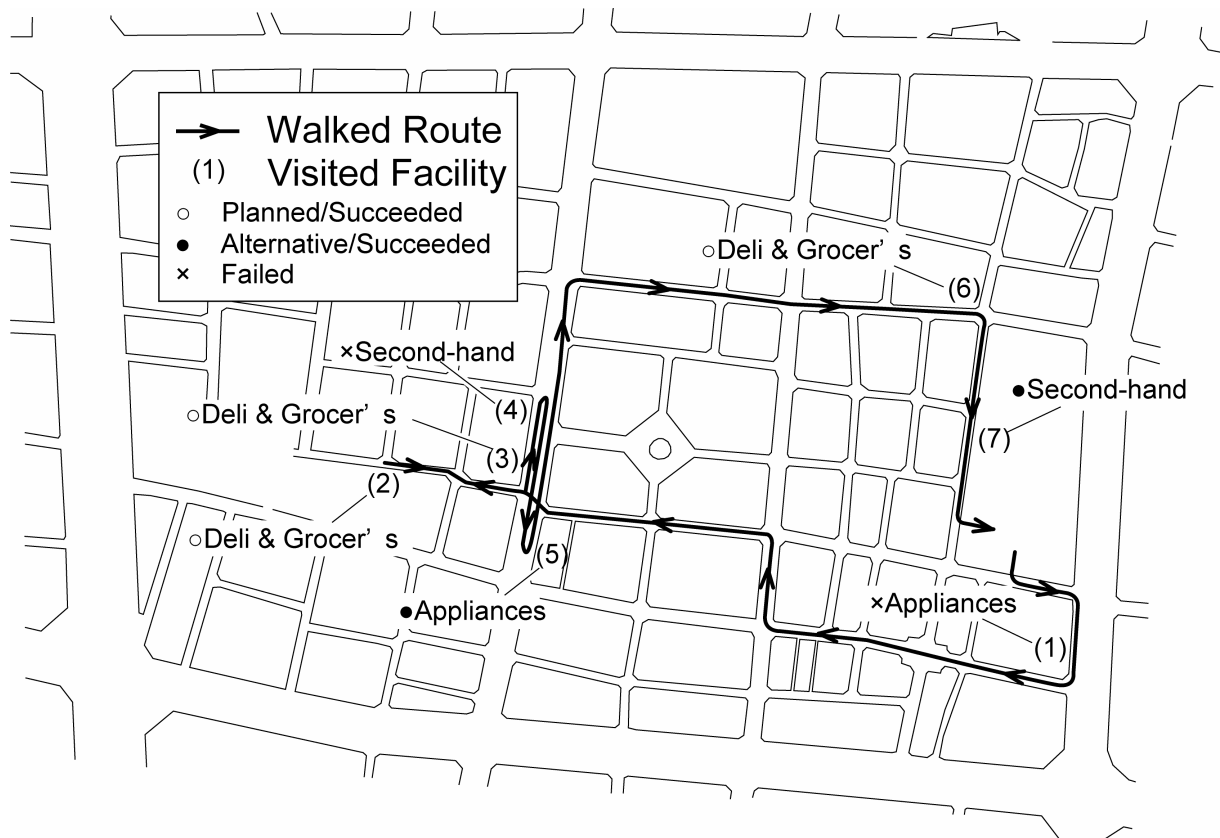 Walked Route
(1) Visited Facility
Planned/Succeeded
Alternative/Succeeded
Failed
Deli & Grocer’ s
(6)
×Second-hand
Second-hand
(4)
Deli & Grocer’ s
(7)
(3)
(2)
Deli & Grocer’ s
(5)
Appliances
×Appliances
(1)